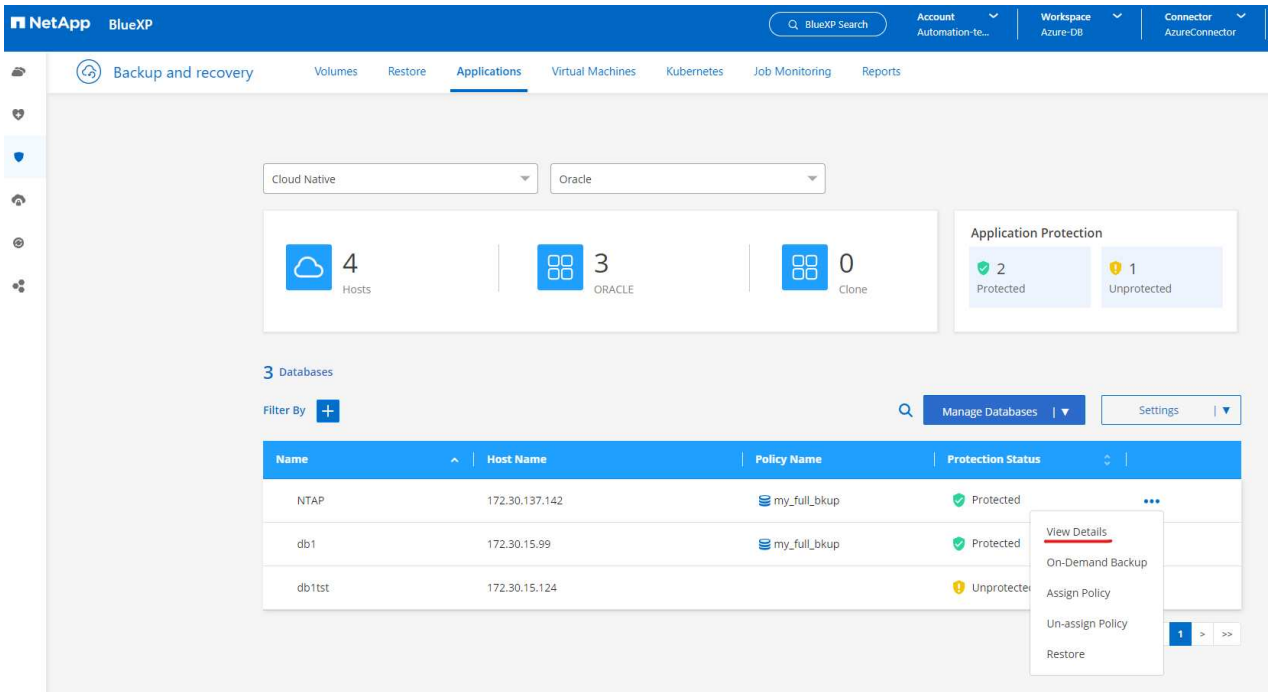 NetApp BlueXP
BlueXP Search
Account
Automation-te...
Workspace
Azure-DB
Connector
AzureConnector
Backup and recovery
Volumes Restore Applications Virtual Machines Kubernetes Job Monitoring Reports
Cloud Native
Oracle
4
Hosts
3
ORACLE
0
Clone
Application Protection
2
Protected
1
Unprotected
3 Databases
Filter By +
Manage Databases
Settings
Name Host Name Policy Name Protection Status
NTAP 172.30.137.142 my_full_bkup Protected
db1 172.30.15.99 my_full_bkup Protected
db1tst 172.30.15.124 Unprotected
View Details
On-Demand Backup
Assign Policy
Un-assign Policy
Restore
1 > >>